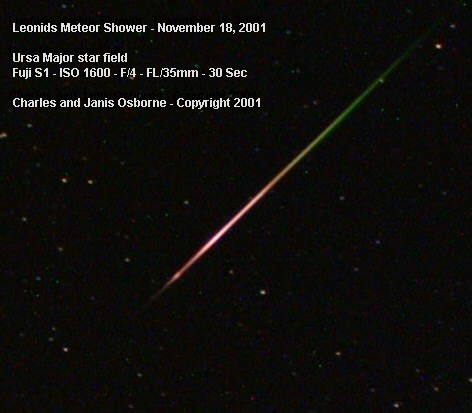 Leonids Meteor Shower - November 18, 2001
Ursa Major star field
Fuji S1 - ISO 1600 - F/4 - FL/35mm - 30 Sec
Charles and Janis Osborne - Copyright 2001